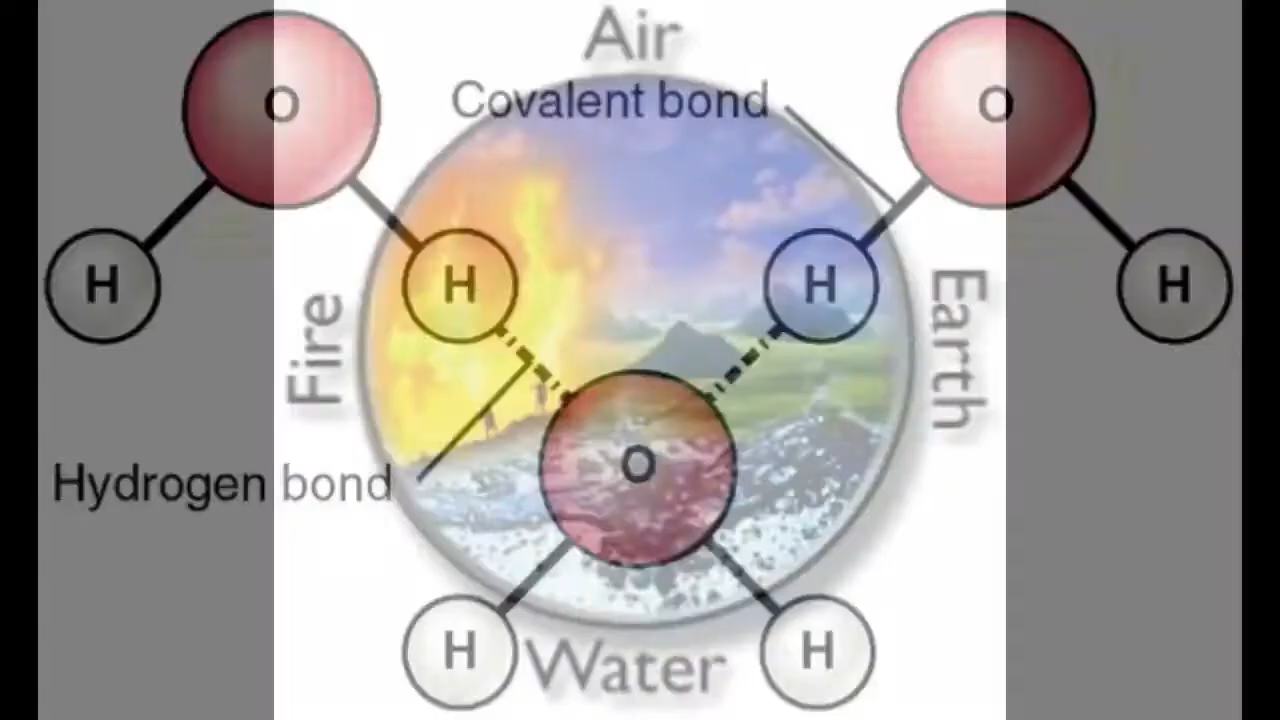 Air
Covalent bond
O
O
H
H
H
H
Fire
Earth
O
Hydrogen bond
H
H
Water